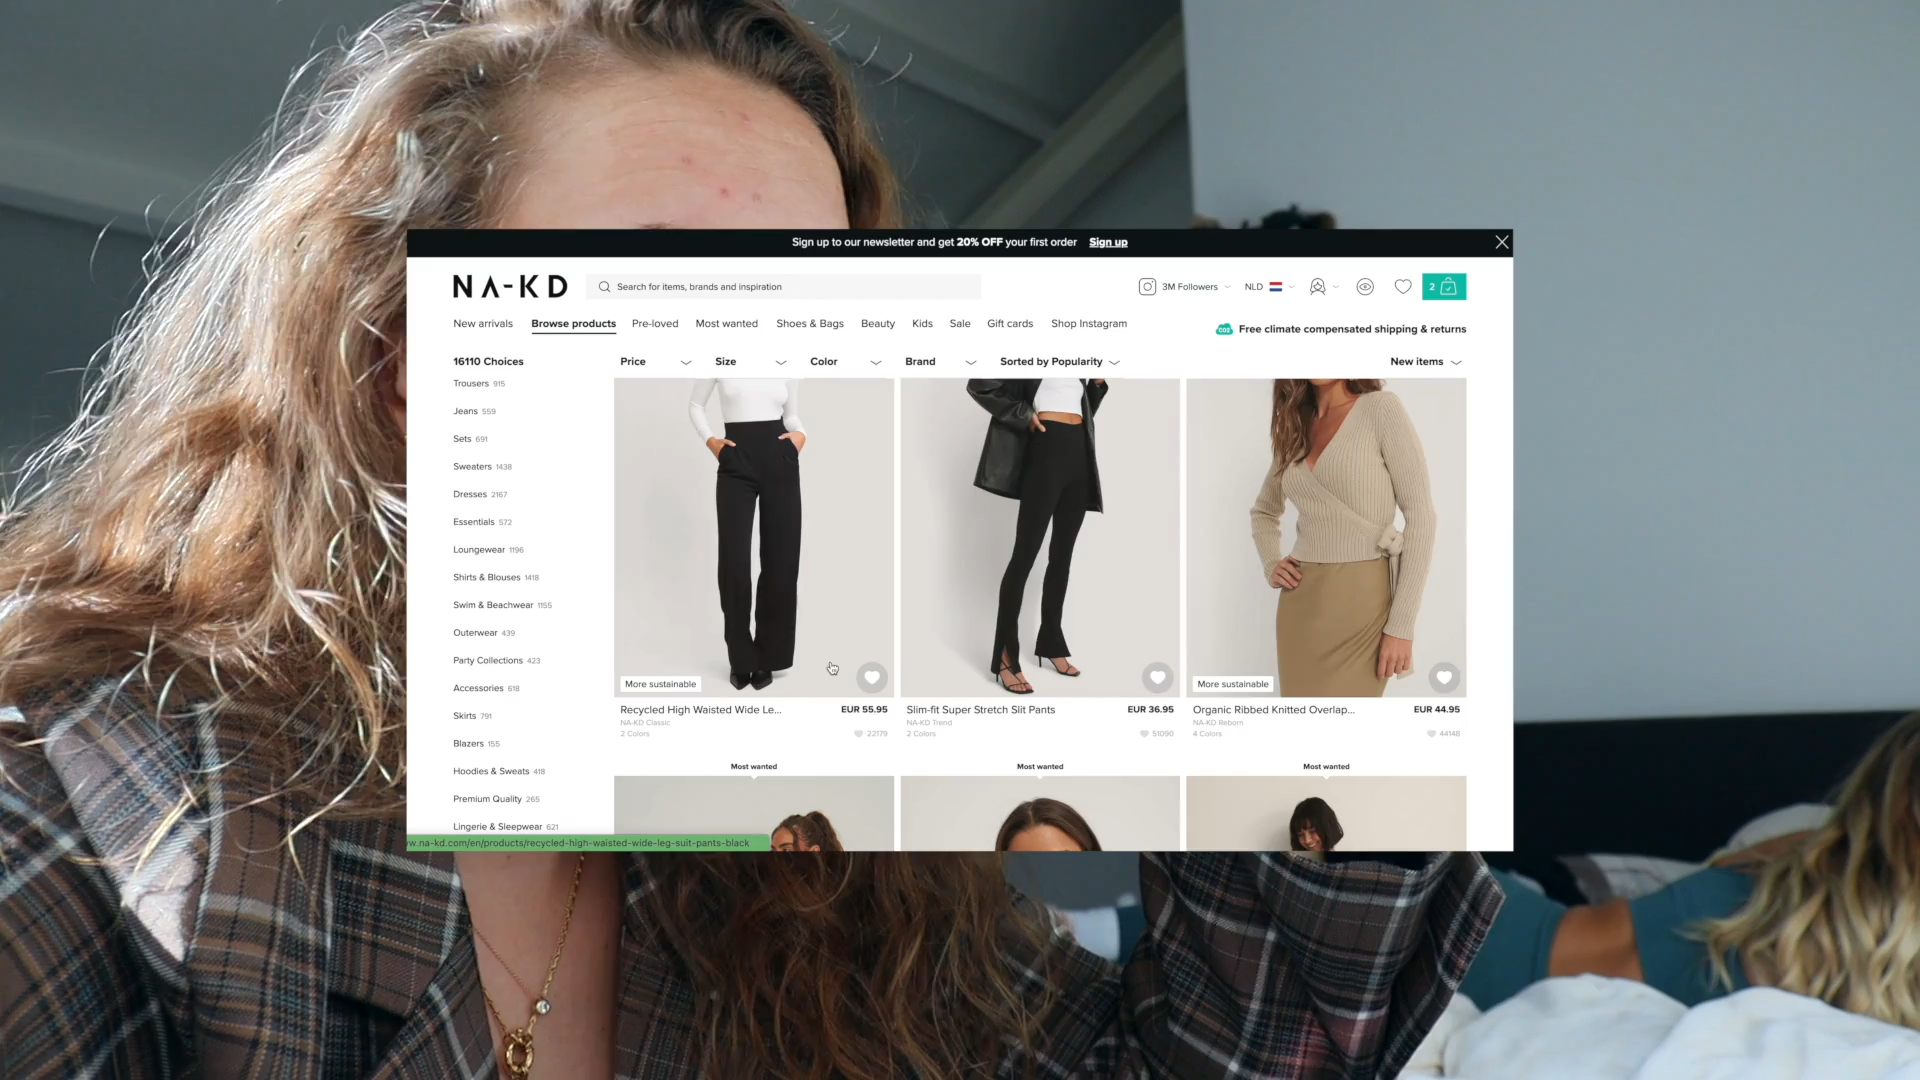 Sign up to our newsletter and get 20% OFF your first order Sign up
NA-KD
Search for items, brands and inspiration
3M Followers
NLD
2
New arrivals
Browse products
Pre-loved
Most wanted
Shoes & Bags
Beauty
Kids
Sale
Gift cards
Shop Instagram
CO2
Free climate compensated shipping & returns
16110 Choices
Price
Size
Color
Brand
Sorted by Popularity
New items
Trousers 915
Jeans 559
Sets 691
Sweaters 1438
Dresses 2167
Essentials 572
Loungewear 1196
Shirts & Blouses 1418
Swim & Beachwear 1155
Outerwear 439
Party Collections 423
Accessories 618
Skirts 791
Blazers 155
Hoodies & Sweats 418
Premium Quality 265
Lingerie & Sleepwear 621
More sustainable
Recycled High Waisted Wide Le... EUR 55.95
NA-KD Classic
2 Colors 22179
Slim-fit Super Stretch Slit Pants EUR 36.95
NA-KD Trend
2 Colors 51090
More sustainable
Organic Ribbed Knitted Overlap... EUR 44.95
NA-KD Reborn
4 Colors 44148
Most wanted
Most wanted
Most wanted
w.na-kd.com/en/products/recycled-high-waisted-wide-leg-suit-pants-black